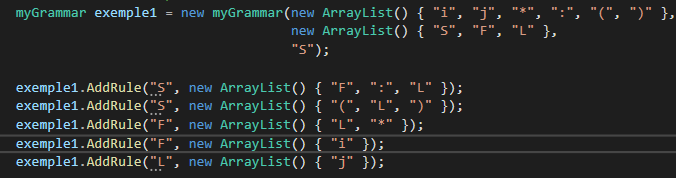 myGrammar exemple1 = new myGrammar(new ArrayList() { "i", "j", "*", ":", "(", ")" },
new ArrayList() { "S", "F", "L" },
"S");
exemple1.AddRule("S", new ArrayList() { "F", ":", "L" });
exemple1.AddRule("S", new ArrayList() { "(", "L", ")" });
exemple1.AddRule("F", new ArrayList() { "L", "*" });
exemple1.AddRule("F", new ArrayList() { "i" });
exemple1.AddRule("L", new ArrayList() { "j" });